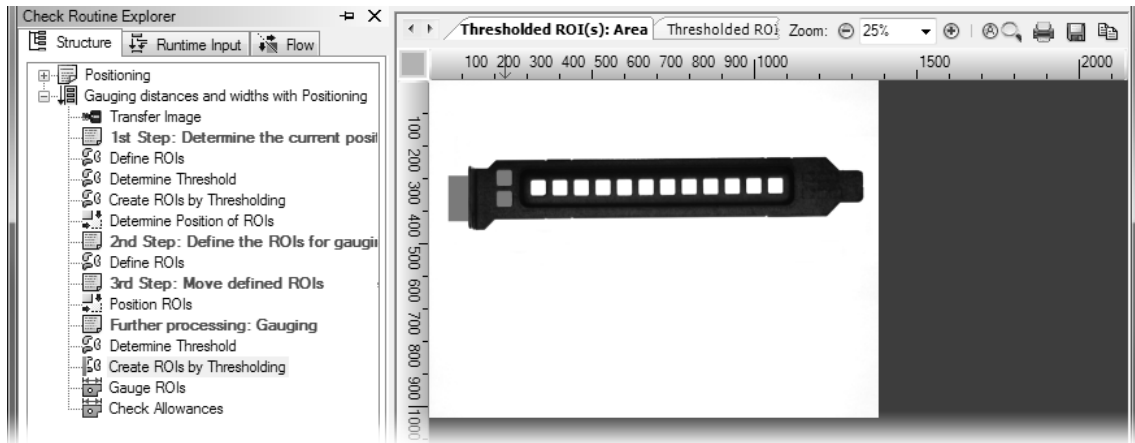 Check Routine Explorer
Structure Runtime Input Flow
Positioning
Gauging distances and widths with Positioning
Transfer Image
1st Step: Determine the current posit
Define ROIs
Determine Threshold
Create ROIs by Thresholding
Determine Position of ROIs
2nd Step: Define the ROIs for gaugi
Define ROIs
3rd Step: Move defined ROIs
Position ROIs
Further processing: Gauging
Determine Threshold
Create ROIs by Thresholding
Gauge ROIs
Check Allowances
Thresholded ROI(s): Area Thresholded ROI Zoom: 25%
100 200 300 400 500 600 700 800 900 1000 1500 2000
100
200
300
400
500
600
700
800
900
1000